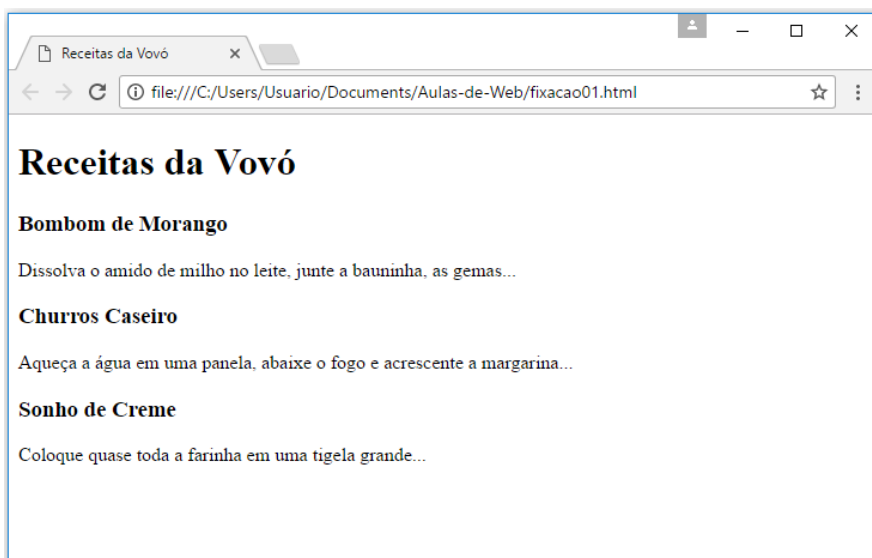 Receitas da Vovó
file:///C:/Users/Usuario/Documents/Aulas-de-Web/fixacao01.html
Receitas da Vovó
Bombom de Morango
Dissolva o amido de milho no leite, junte a bauninha, as gemas...
Churros Caseiro
Aqueça a água em uma panela, abaixe o fogo e acrescente a margarina...
Sonho de Creme
Coloque quase toda a farinha em uma tigela grande...